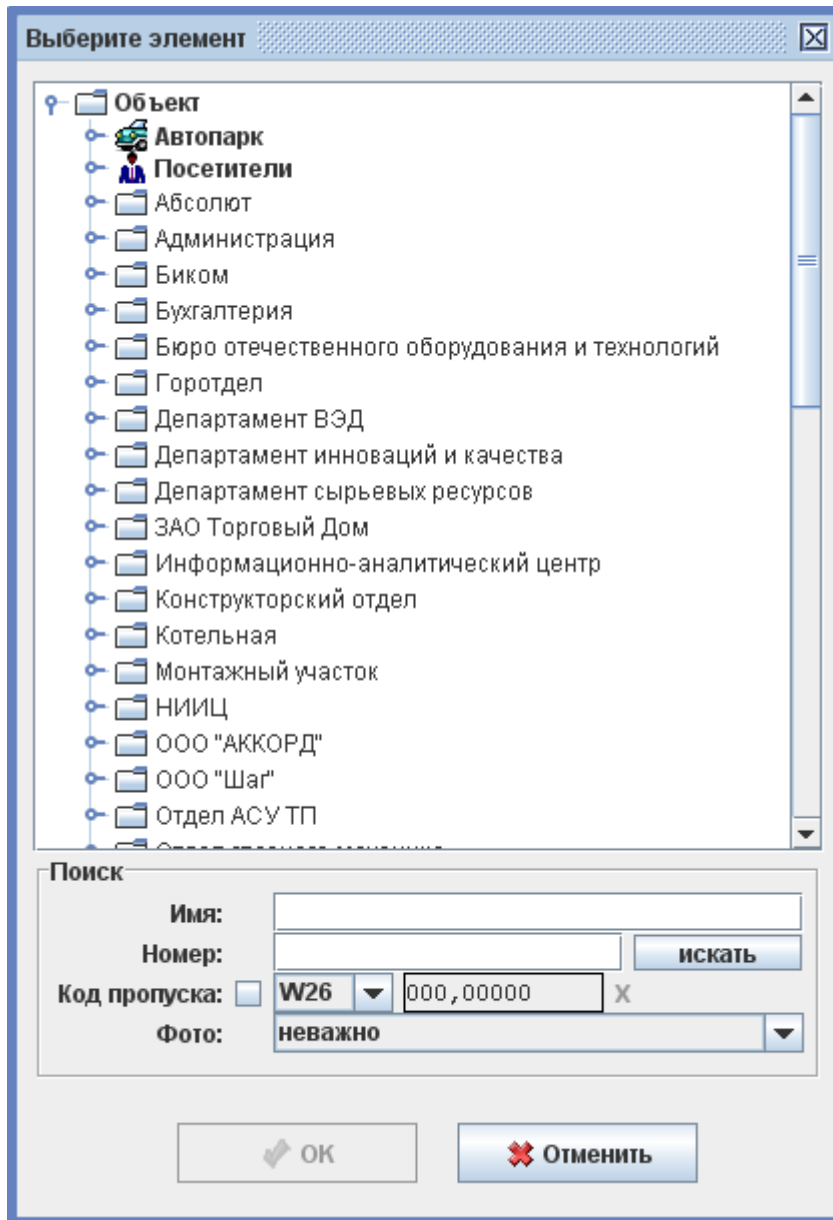 Выберите элемент
Объект
Автопарк
Посетители
Абсолют
Администрация
Биком
Бухгалтерия
Бюро отечественного оборудования и технологий
Горотдел
Департамент ВЭД
Департамент инноваций и качества
Департамент сырьевых ресурсов
ЗАО Торговый Дом
Информационно-аналитический центр
Конструкторский отдел
Котельная
Монтажный участок
НИИЦ
ООО "АККОРД"
ООО "Шаг"
Отдел АСУ ТП
Поиск
Имя:
Номер: искать
Код пропуска: W26 000,00000 X
Фото: неважно
OK Отменить